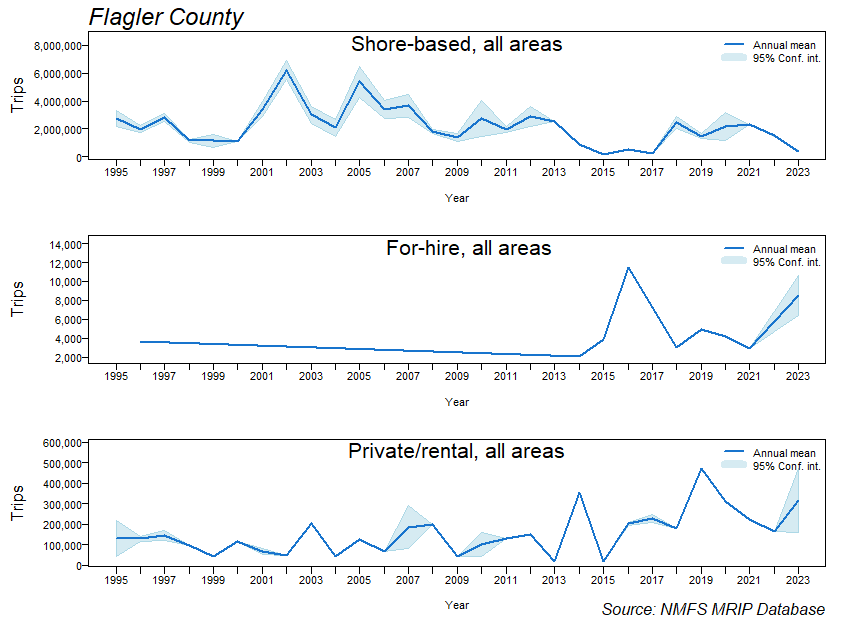 Flagler County
Shore-based, all areas
Annual mean
95% Conf. int.
Trips
8,000,000
6,000,000
4,000,000
2,000,000
0
1995 1997 1999 2001 2003 2005 2007 2009 2011 2013 2015 2017 2019 2021 2023
Year
For-hire, all areas
Annual mean
95% Conf. int.
Trips
14,000
12,000
10,000
8,000
6,000
4,000
2,000
1995 1997 1999 2001 2003 2005 2007 2009 2011 2013 2015 2017 2019 2021 2023
Year
Private/rental, all areas
Annual mean
95% Conf. int.
Trips
600,000
500,000
400,000
300,000
200,000
100,000
0
1995 1997 1999 2001 2003 2005 2007 2009 2011 2013 2015 2017 2019 2021 2023
Year
Source: NMFS MRIP Database